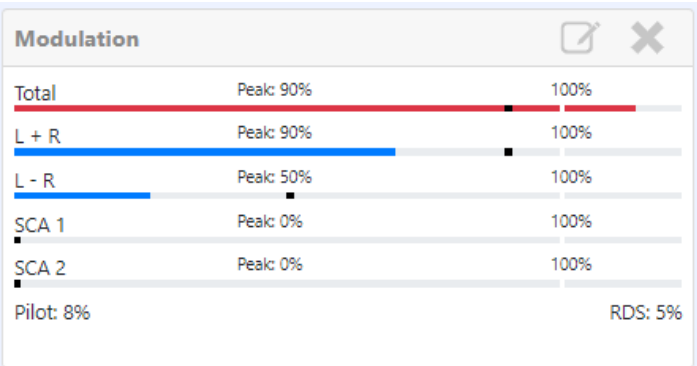 Modulation
Total Peak: 90% 100%
L + R Peak: 90% 100%
L - R Peak: 50% 100%
SCA 1 Peak: 0% 100%
SCA 2 Peak: 0% 100%
Pilot: 8% RDS: 5%